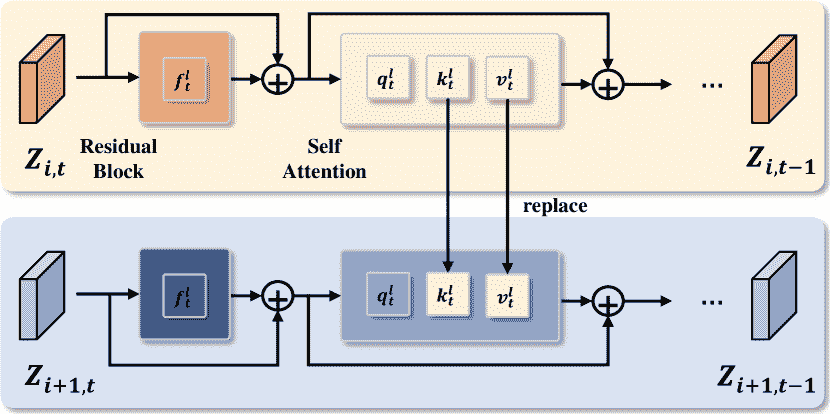 f_t^l
q_t^l k_t^l v_t^l
...
Residual
Block
Self
Attention
Z_{i,t}
Z_{i,t-1}
replace
f_t^l
q_t^l k_t^l v_t^l
...
Z_{i+1,t}
Z_{i+1,t-1}